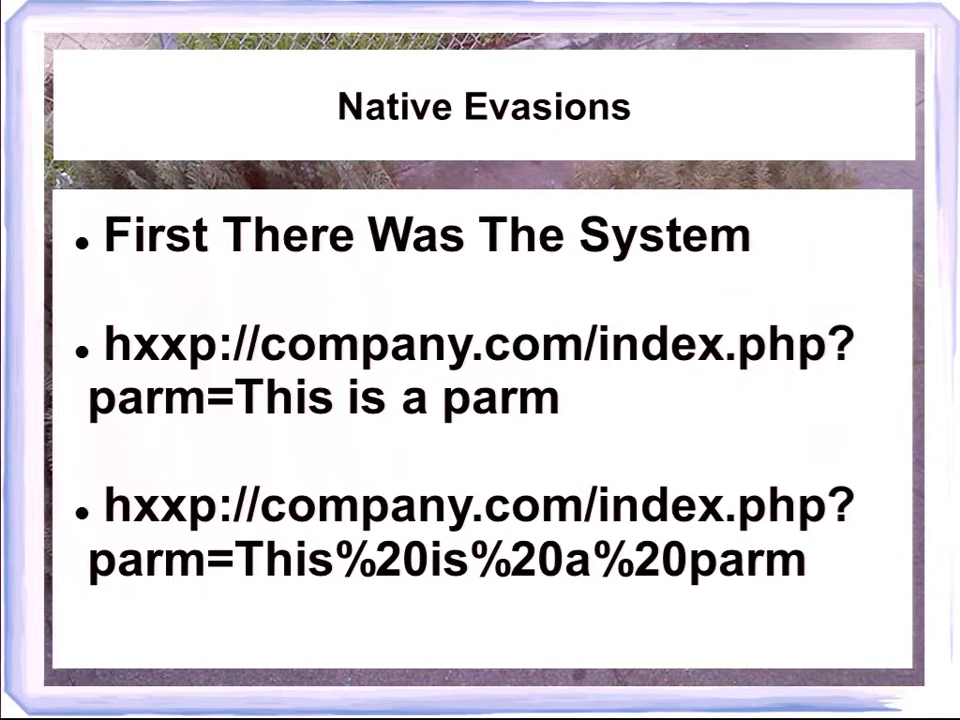 Native Evasions
● First There Was The System
● hxxp://company.com/index.php?
parm=This is a parm
● hxxp://company.com/index.php?
parm=This%20is%20a%20parm